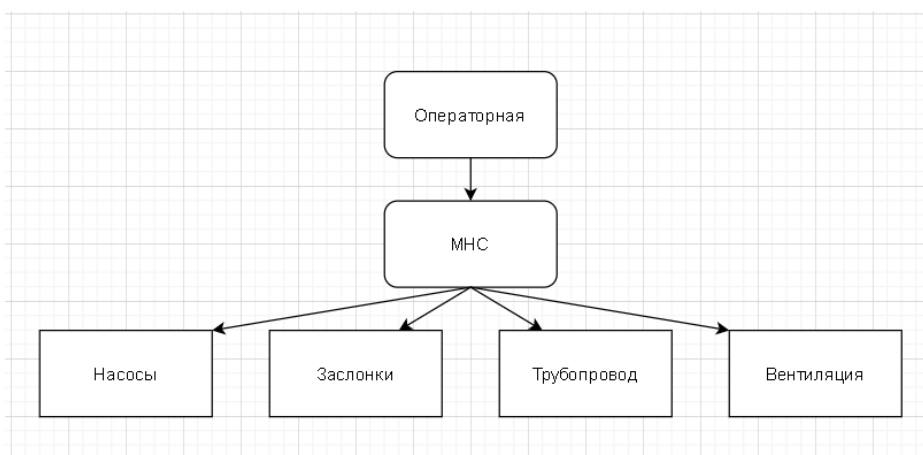 Операторная
МНС
Насосы
Заслонки
Трубопровод
Вентиляция